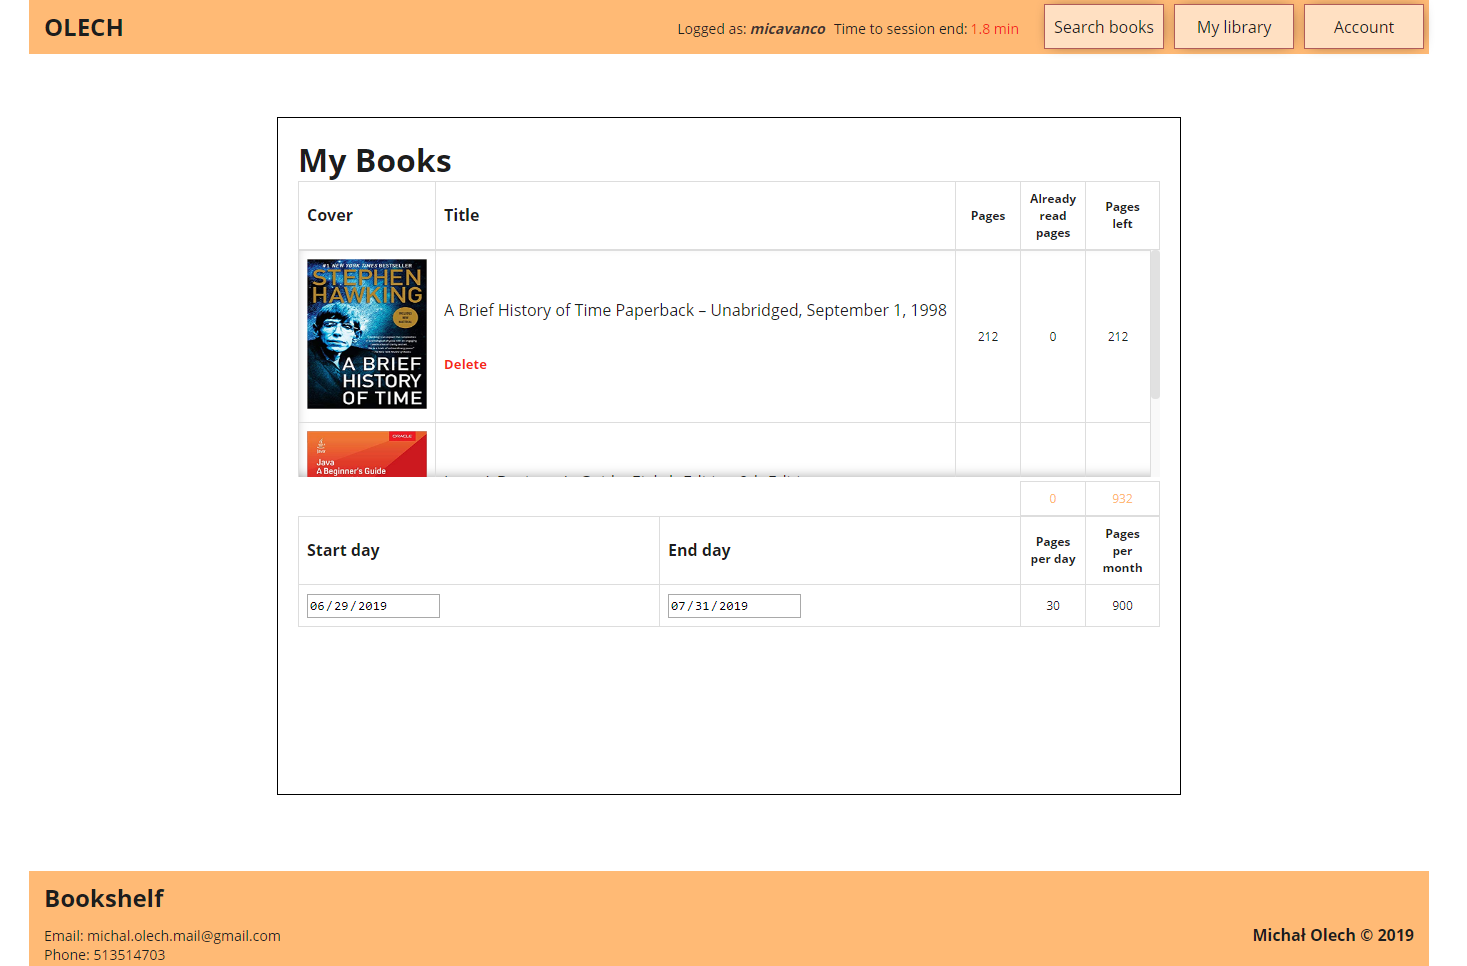 OLECH
Logged as: micavanco Time to session end: 1.8 min
Search books
My library
Account
My Books
Cover
Title
Pages
Already
read
pages
Pages
left
#1 NEW YORK TIMES BESTSELLER
STEPHEN
HAWKING
A BRIEF
HISTORY
OF TIME
A Brief History of Time Paperback – Unabridged, September 1, 1998
Delete
212
0
212
ORACLE
Java
A Beginner's Guide
0
932
Start day
End day
Pages
per day
Pages
per
month
06/29/2019
07/31/2019
30
900
Bookshelf
Email: michal.olech.mail@gmail.com
Phone: 513514703
Michał Olech © 2019